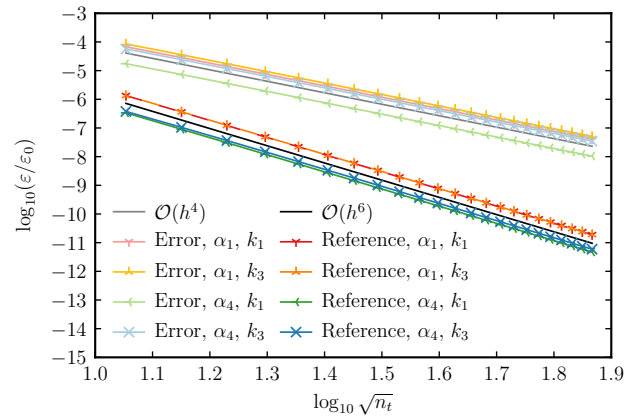 −3
−4
−5
−6
−7
−8
−9
−10
−11
−12
−13
−14
−15
log₁₀(ε/ε₀)
𝒪(h⁴)
Error, α₁, k₁
Error, α₁, k₃
Error, α₄, k₁
Error, α₄, k₃
𝒪(h⁶)
Reference, α₁, k₁
Reference, α₁, k₃
Reference, α₄, k₁
Reference, α₄, k₃
1.0 1.1 1.2 1.3 1.4 1.5 1.6 1.7 1.8 1.9
log₁₀ √nₜ